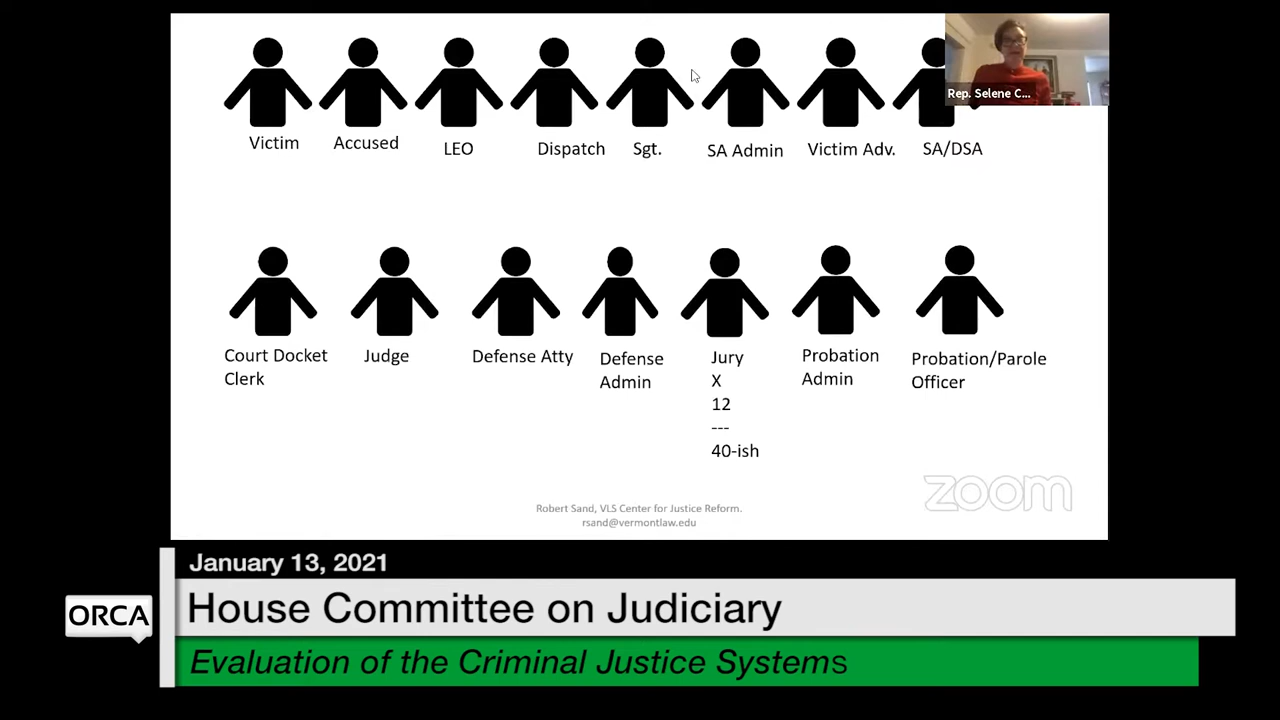 Rep. Selene C...
Victim
Accused
LEO
Dispatch
Sgt.
SA Admin
Victim Adv.
SA/DSA
Court Docket
Clerk
Judge
Defense Atty
Defense
Admin
Jury
X
12
---
40-ish
Probation
Admin
Probation/Parole
Officer
zoom
Robert Sand, VLS Center for Justice Reform.
rsand@vermontlaw.edu
January 13, 2021
ORCA
House Committee on Judiciary
Evaluation of the Criminal Justice Systems